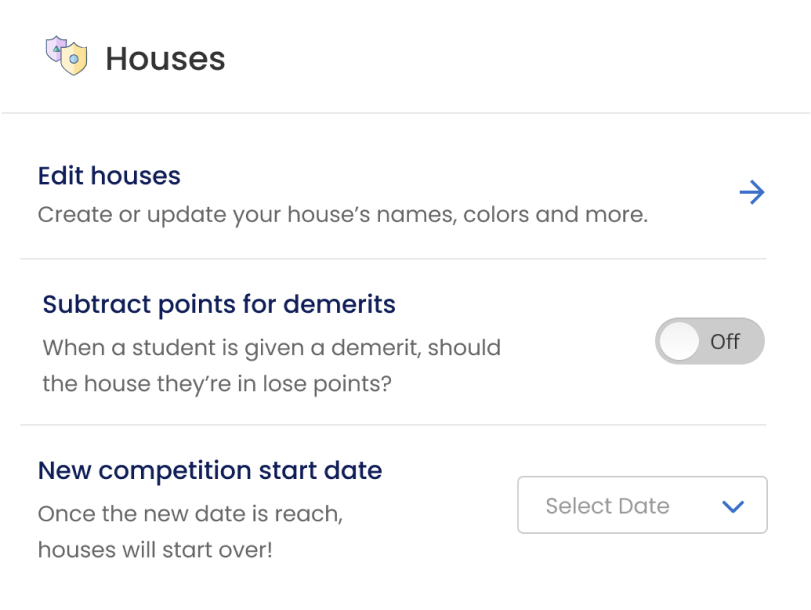 Houses
Edit houses
Create or update your house’s names, colors and more.
Subtract points for demerits
When a student is given a demerit, should
the house they’re in lose points?
Off
New competition start date
Once the new date is reach,
houses will start over!
Select Date